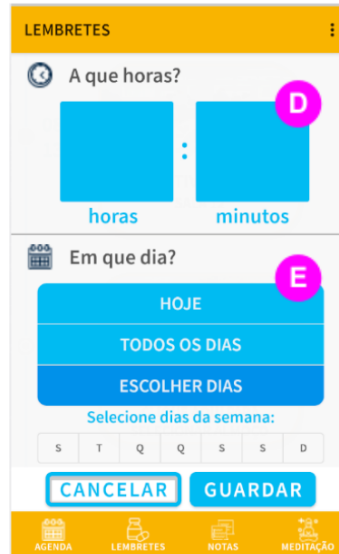 LEMBRETES
A que horas?
D
:
horas minutos
Em que dia?
E
HOJE
TODOS OS DIAS
ESCOLHER DIAS
Selecione dias da semana:
S T Q Q S S D
CANCELAR GUARDAR
AGENDA LEMBRETES NOTAS MEDITAÇÃO